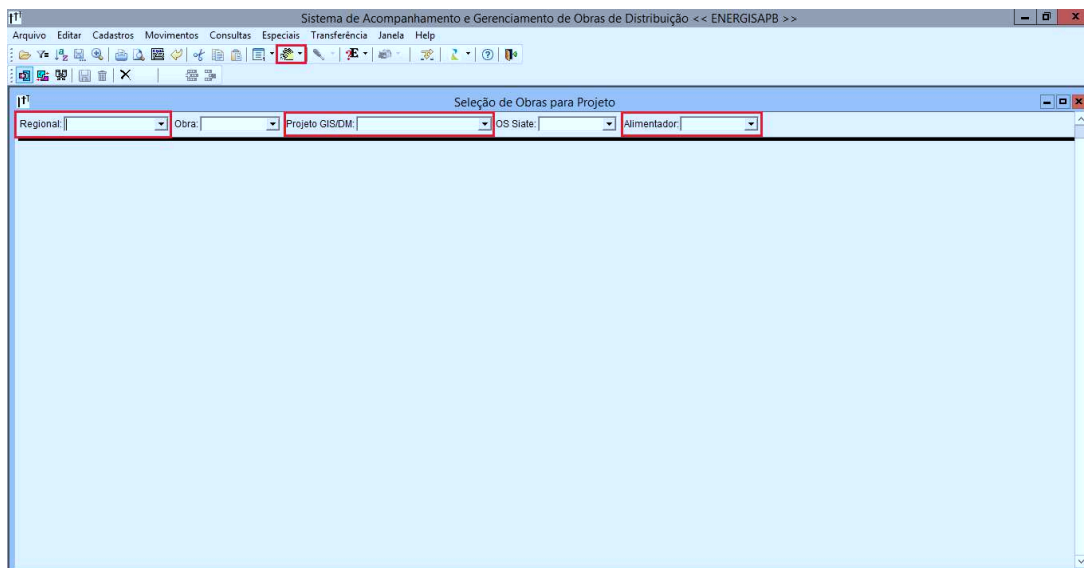 Sistema de Acompanhamento e Gerenciamento de Obras de Distribuição << ENERGISAPB >>
Arquivo Editar Cadastros Movimentos Consultas Especiais Transferência Janela Help
Seleção de Obras para Projeto
Regional: Obra: Projeto GIS/DM: OS Siate: Alimentador: